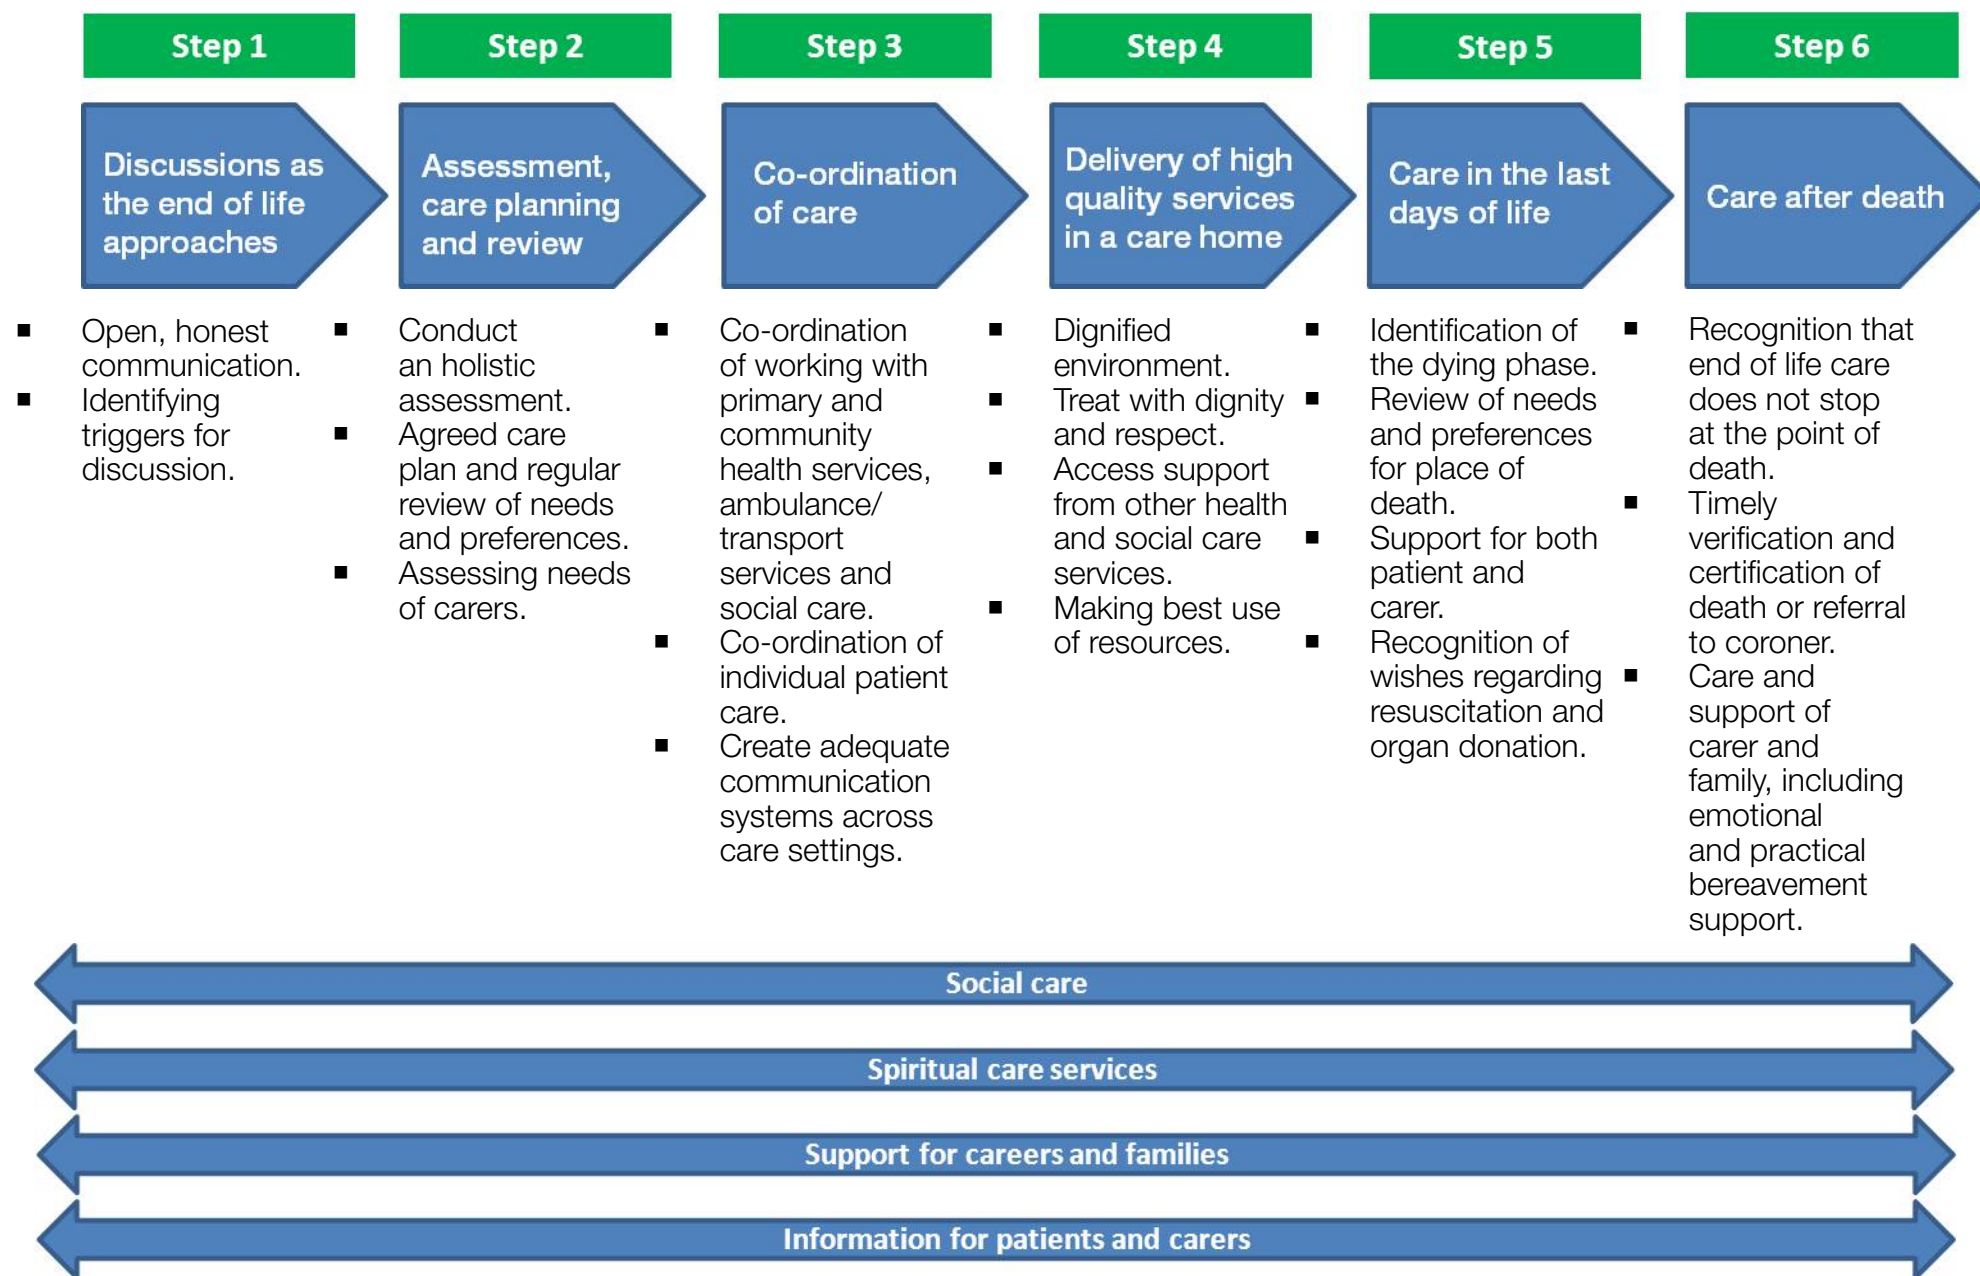 Step 1
Step 2
Step 3
Step 4
Step 5
Step 6
Discussions as
the end of life
approaches
Assessment,
care planning
and review
Co-ordination
of care
Delivery of high
quality services
in a care home
Care in the last
days of life
Care after death
▪ Open, honest
communication.
▪ Identifying
triggers for
discussion.
▪ Conduct
an holistic
assessment.
▪ Agreed care
plan and regular
review of needs
and preferences.
▪ Assessing needs
of carers.
▪ Co-ordination
of working with
primary and
community
health services,
ambulance/
transport
services and
social care.
▪ Co-ordination of
individual patient
care.
▪ Create adequate
communication
systems across
care settings.
▪ Dignified
environment.
▪ Treat with dignity
and respect.
▪ Access support
from other health
and social care
services.
▪ Making best use
of resources.
▪ Identification of
the dying phase.
▪ Review of needs
and preferences
for place of
death.
▪ Support for both
patient and
carer.
▪ Recognition of
wishes regarding
resuscitation and
organ donation.
▪ Recognition that
end of life care
does not stop
at the point of
death.
▪ Timely
verification and
certification of
death or referral
to coroner.
▪ Care and
support of
carer and
family, including
emotional
and practical
bereavement
support.
Social care
Spiritual care services
Support for careers and families
Information for patients and carers